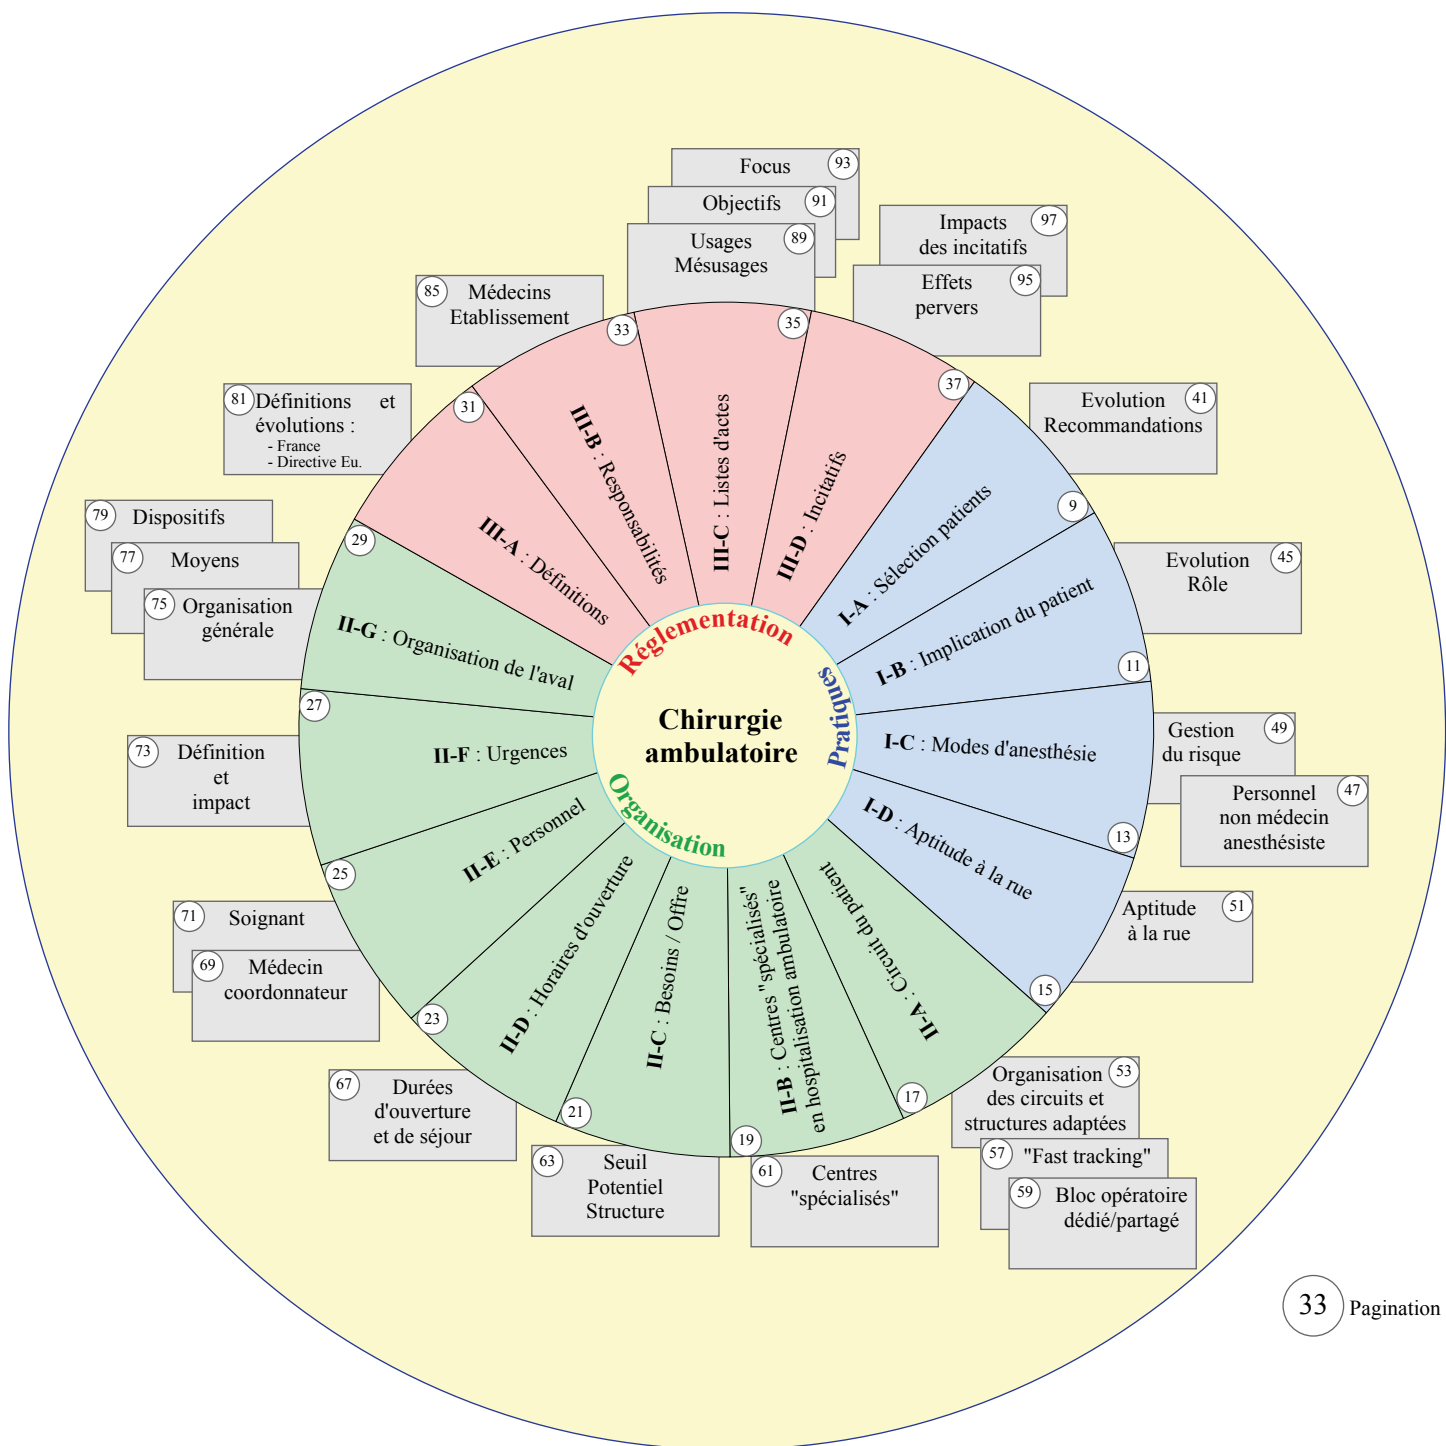 Chirurgie
ambulatoire
Réglementation
Pratiques
Organisation
I-A : Sélection patients
9
Evolution
Recommandations
41
I-B : Implication du patient
11
Evolution
Rôle
45
I-C : Modes d'anesthésie
13
Gestion
du risque
49
Personnel
non médecin
anesthésiste
47
I-D : Aptitude à la rue
15
Aptitude
à la rue
51
II-A : Circuit du patient
17
Organisation
des circuits et
structures adaptées
53
"Fast tracking"
57
Bloc opératoire
dédié/partagé
59
II-B : Centres "spécialisés"
en hospitalisation ambulatoire
19
Centres
"spécialisés"
61
II-C : Besoins / Offre
21
Seuil
Potentiel
Structure
63
II-D : Horaires d'ouverture
23
Durées
d'ouverture
et de séjour
67
II-E : Personnel
25
Soignant
71
Médecin
coordonnateur
69
II-F : Urgences
27
Définition
et
impact
73
II-G : Organisation de l'aval
29
Dispositifs
79
Moyens
77
Organisation
générale
75
III-A : Définitions
31
Définitions et
évolutions :
- France
- Directive Eu.
81
III-B : Responsabilités
33
Médecins
Etablissement
85
III-C : Listes d'actes
35
Focus
93
Objectifs
91
Usages
Mésusages
89
III-D : Incitatifs
37
Impacts
des incitatifs
97
Effets
pervers
95
33 Pagination